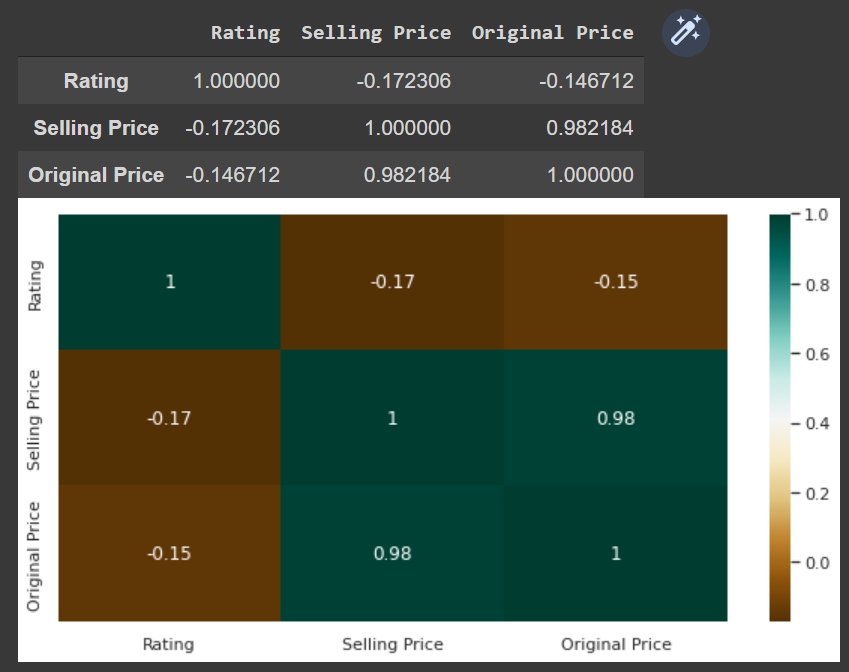 Rating Selling Price Original Price
Rating 1.000000 -0.172306 -0.146712
Selling Price -0.172306 1.000000 0.982184
Original Price -0.146712 0.982184 1.000000
1.0
Rating 1 -0.17 -0.15
0.8
0.6
Selling Price -0.17 1 0.98
0.4
0.2
Original Price -0.15 0.98 1
0.0
Rating Selling Price Original Price